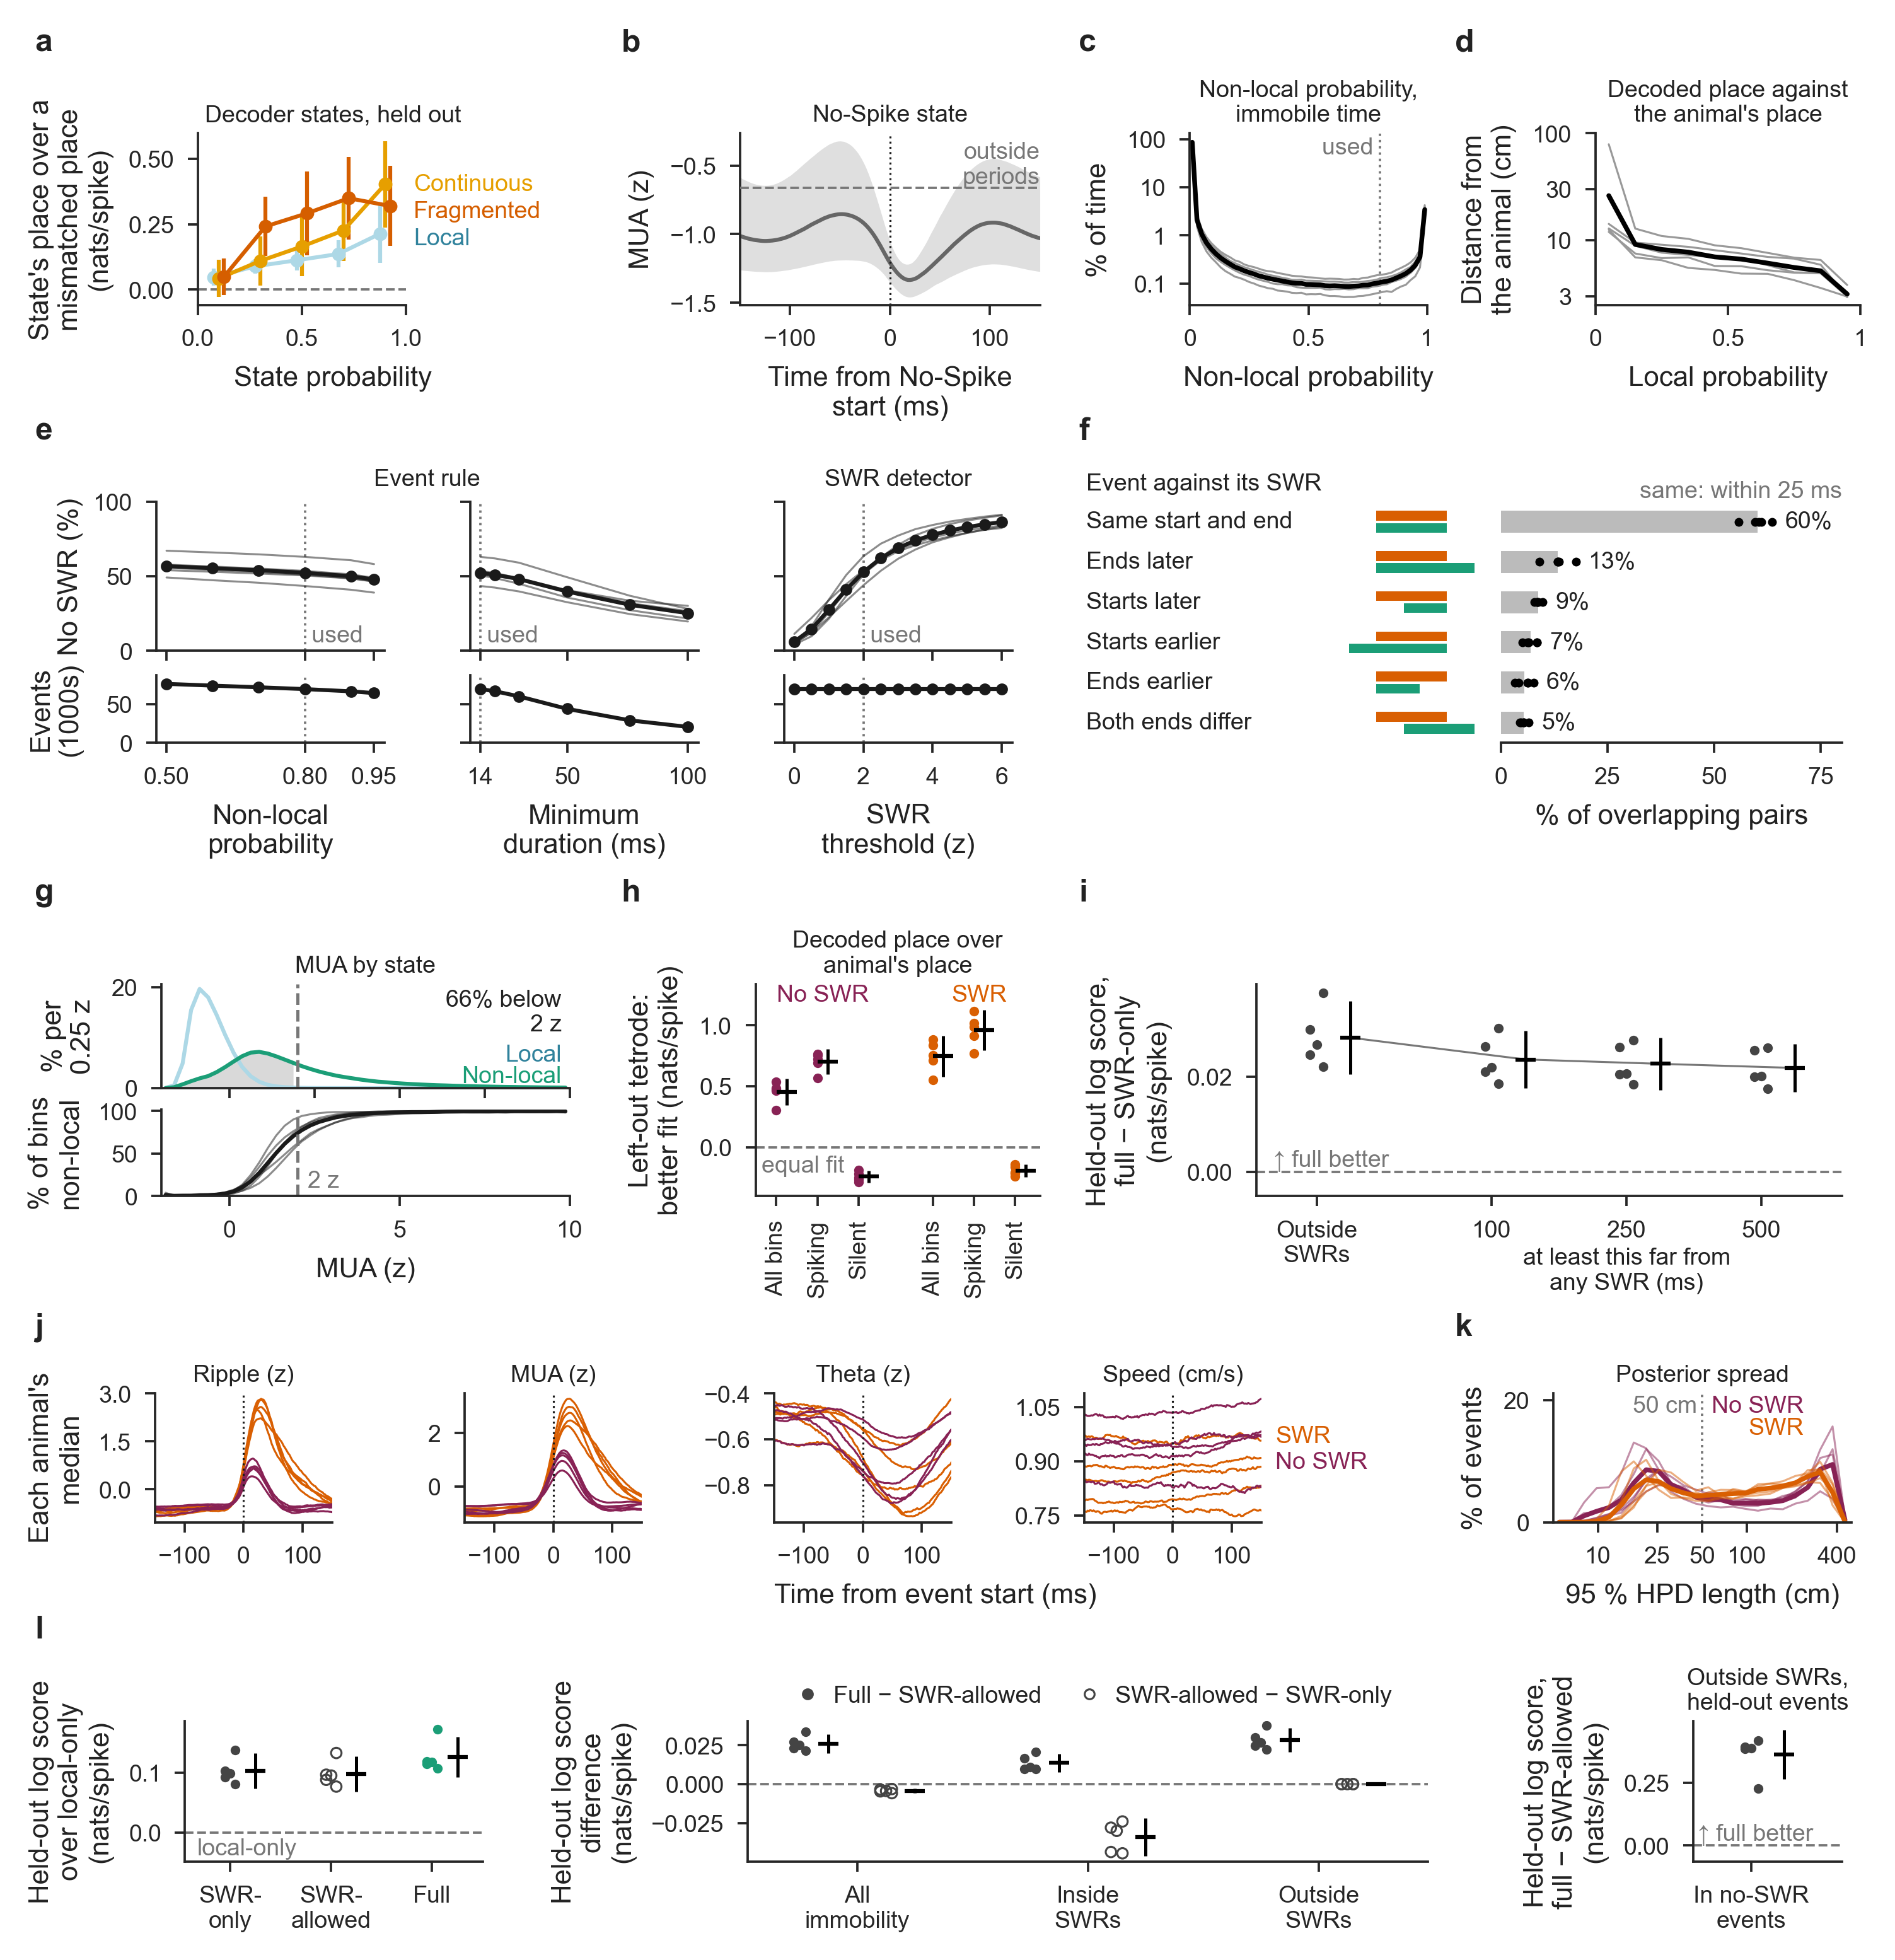 a
Decoder states, held out
State's place over a
mismatched place
(nats/spike)
0.50
0.25
0.00
Continuous
Fragmented
Local
0.0
0.5
1.0
State probability
b
No-Spike state
MUA (z)
−0.5
−1.0
−1.5
outside
periods
−100
0
100
Time from No-Spike
start (ms)
c
Non-local probability,
immobile time
% of time
100
10
1
0.1
used
0
0.5
1
Non-local probability
d
Decoded place against
the animal's place
Distance from
the animal (cm)
100
30
10
3
0
0.5
1
Local probability
e
Event rule
SWR detector
No SWR (%)
100
50
0
used
used
used
Events
(1000s)
50
0
0.50
0.80
0.95
Non-local
probability
14
50
100
Minimum
duration (ms)
0
2
4
6
SWR
threshold (z)
f
Event against its SWR
same: within 25 ms
Same start and end
60%
Ends later
13%
Starts later
9%
Starts earlier
7%
Ends earlier
6%
Both ends differ
5%
0
25
50
75
% of overlapping pairs
g
MUA by state
% per
0.25 z
20
0
66% below
2 z
Local
Non-local
% of bins
non-local
100
50
0
2 z
0
5
10
MUA (z)
h
Decoded place over
animal's place
Left-out tetrode:
better fit (nats/spike)
No SWR
SWR
1.0
0.5
0.0
equal fit
All bins
Spiking
Silent
All bins
Spiking
Silent
i
Held-out log score,
full − SWR-only
(nats/spike)
0.02
0.00
↑ full better
Outside
SWRs
100
250
500
at least this far from
any SWR (ms)
j
Each animal's
median
Ripple (z)
3.0
1.5
0.0
−100
0
100
MUA (z)
2
0
−100
0
100
Theta (z)
−0.4
−0.6
−0.8
−100
0
100
Speed (cm/s)
1.05
0.90
0.75
−100
0
100
SWR
No SWR
Time from event start (ms)
k
Posterior spread
% of events
20
0
50 cm
No SWR
SWR
10
25
50
100
400
95 % HPD length (cm)
l
Held-out log score
over local-only
(nats/spike)
0.1
0.0
local-only
SWR-
only
SWR-
allowed
Full
Held-out log score
difference
(nats/spike)
Full − SWR-allowed
SWR-allowed − SWR-only
0.025
0.000
−0.025
All
immobility
Inside
SWRs
Outside
SWRs
Outside SWRs,
held-out events
Held-out log score,
full − SWR-allowed
(nats/spike)
0.25
0.00
↑ full better
In no-SWR
events